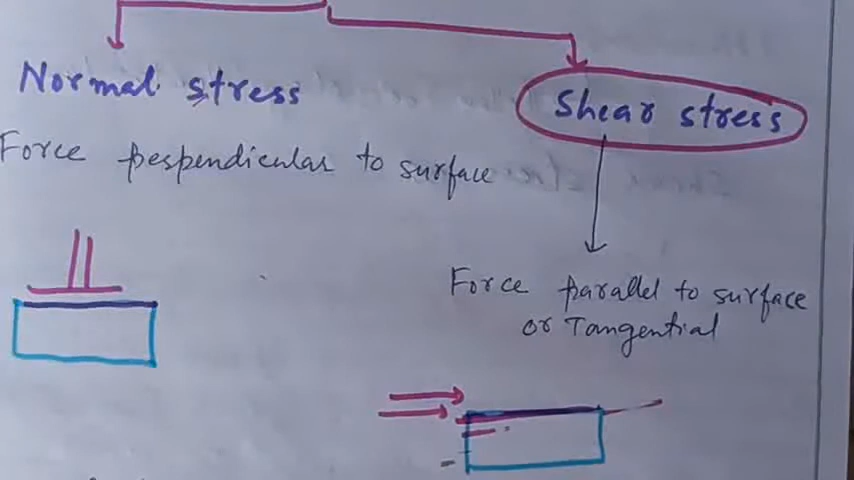 Normal stress
Shear stress
Force perpendicular to surface
Force parallel to surface
or Tangential